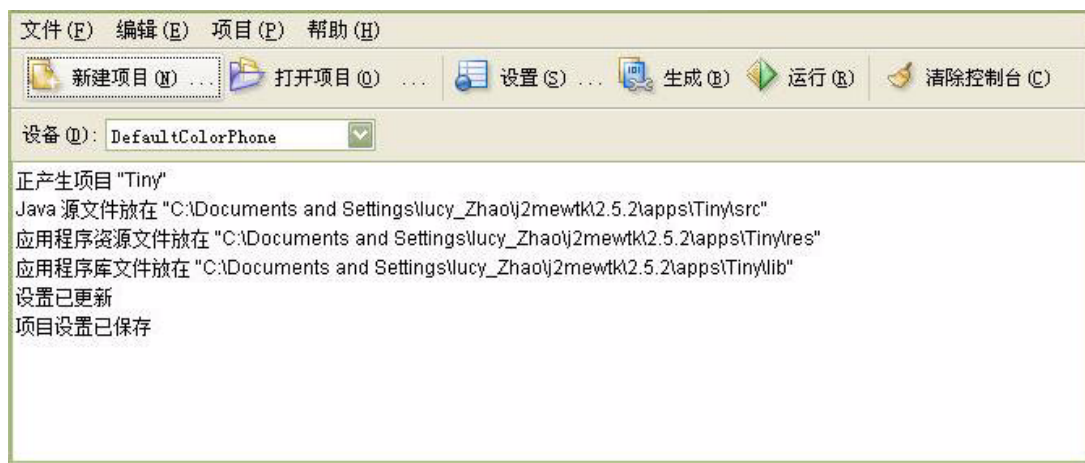 文件(F) 编辑(E) 项目(P) 帮助(H)
新建项目(N) ... 打开项目(O) ... 设置(S) ... 生成(B) 运行(R) 清除控制台(C)
设备(D): DefaultColorPhone
正产生项目 "Tiny"
Java 源文件放在 "C:\Documents and Settings\lucy_Zhao\j2mewtk\2.5.2\apps\Tiny\src"
应用程序资源文件放在 "C:\Documents and Settings\lucy_Zhao\j2mewtk\2.5.2\apps\Tiny\res"
应用程序库文件放在 "C:\Documents and Settings\lucy_Zhao\j2mewtk\2.5.2\apps\Tiny\lib"
设置已更新
项目设置已保存